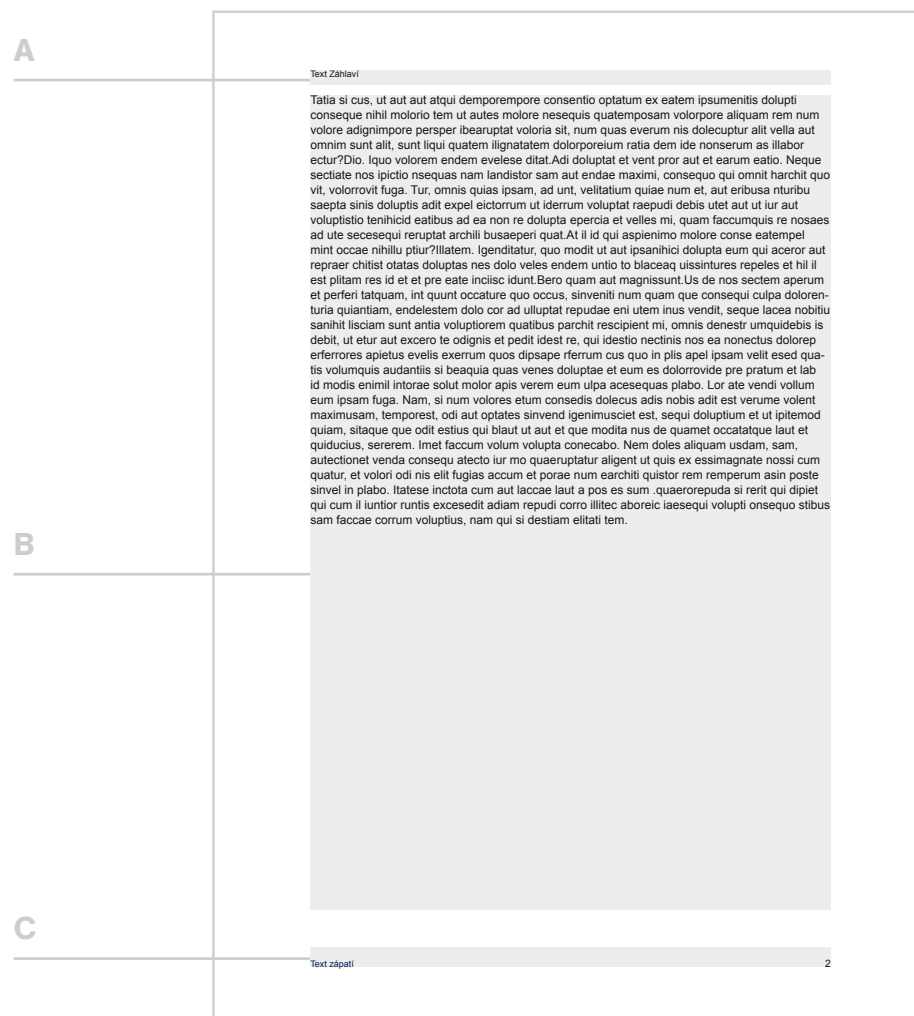 A
Text Záhlaví
Tatia si cus, ut aut aut atqui demporempore consentio optatum ex eatem ipsumenitis dolupti
conseque nihil molorio tem ut autes molore nesequis quatemposam volorpore aliquam rem num
volore adignimpore persper ibearuptat voloria sit, num quas everum nis dolecuptur alit vella aut
omnim sunt alit, sunt liqui quatem ilignatatem dolorporeium ratia dem ide nonserum as illabor
ectur?Dio. Iquo volorem endem evelese ditat.Adi doluptat et vent pror aut et earum eatio. Neque
sectiate nos ipictio nsequas nam landistor sam aut endae maximi, consequo qui omnit harchit quo
vit, volorrovit fuga. Tur, omnis quias ipsam, ad unt, velitatium quiae num et, aut eribusa nturibu
saepta sinis doluptis adit expel eictorrum ut iderrum voluptat raepudi debis utet aut ut iur aut
voluptistio tenihicid eatibus ad ea non re dolupta epercia et velles mi, quam faccumquis re nosaes
ad ute secesequi reruptat archili busaeperi quat.At il id qui aspienimo molore conse eatempel
mint occae nihillu ptiur?Illatem. Igenditatur, quo modit ut aut ipsanihici dolupta eum qui aceror aut
repraer chitist otatas doluptas nes dolo veles endem untio to blaceaq uissintures repeles et hil il
est plitam res id et et pre eate inciisc idunt.Bero quam aut magnissunt.Us de nos sectem aperum
et perferi tatquam, int quunt occature quo occus, sinveniti num quam que consequi culpa doloren-
turia quiantiam, endelestem dolo cor ad ulluptat repudae eni utem inus vendit, seque lacea nobitiu
sanihit lisciam sunt antia voluptiorem quatibus parchit rescipient mi, omnis denestr umquidebis is
debit, ut etur aut excero te odignis et pedit idest re, qui idestio nectinis nos ea nonectus dolorep
erferrores apietus evelis exerrum quos dipsape rferrum cus quo in plis apel ipsam velit esed qua-
tis volumquis audantiis si beaquia quas venes doluptae et eum es dolorrovide pre pratum et lab
id modis enimil intorae solut molor apis verem eum ulpa acesequas plabo. Lor ate vendi vollum
eum ipsam fuga. Nam, si num volores etum consedis dolecus adis nobis adit est verume volent
maximusam, temporest, odi aut optates sinvend igenimusciet est, sequi doluptium et ut ipitemod
quiam, sitaque que odit estius qui blaut ut aut et que modita nus de quamet occatatque laut et
quiducius, sererem. Imet faccum volum volupta conecabo. Nem doles aliquam usdam, sam,
autectionet venda consequ atecto iur mo quaeruptatur aligent ut quis ex essimagnate nossi cum
quatur, et volori odi nis elit fugias accum et porae num earchiti quistor rem remperum asin poste
sinvel in plabo. Itatese inctota cum aut laccae laut a pos es sum .quaerorepuda si rerit qui dipiet
qui cum il iuntior runtis excesedit adiam repudi corro illitec aboreic iaesequi volupti onsequo stibus
sam faccae corrum voluptius, nam qui si destiam elitati tem.
B
C
Text zápatí 2